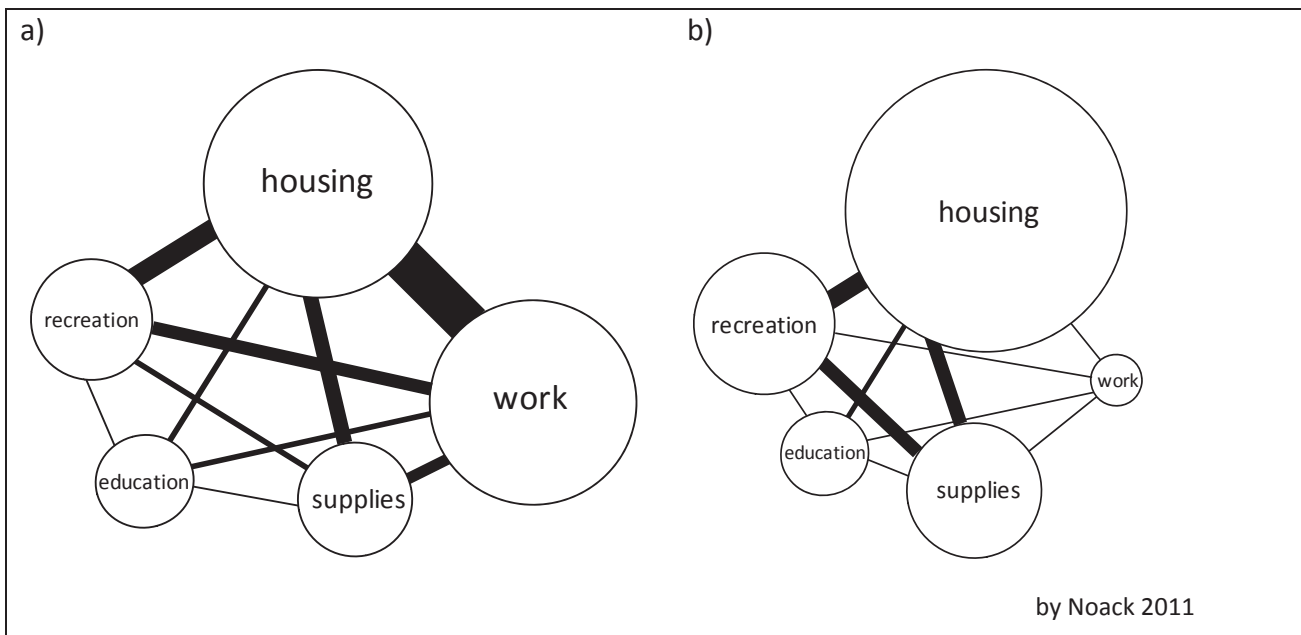 a)
housing
recreation
work
education
supplies
b)
housing
recreation
work
education
supplies
by Noack 2011